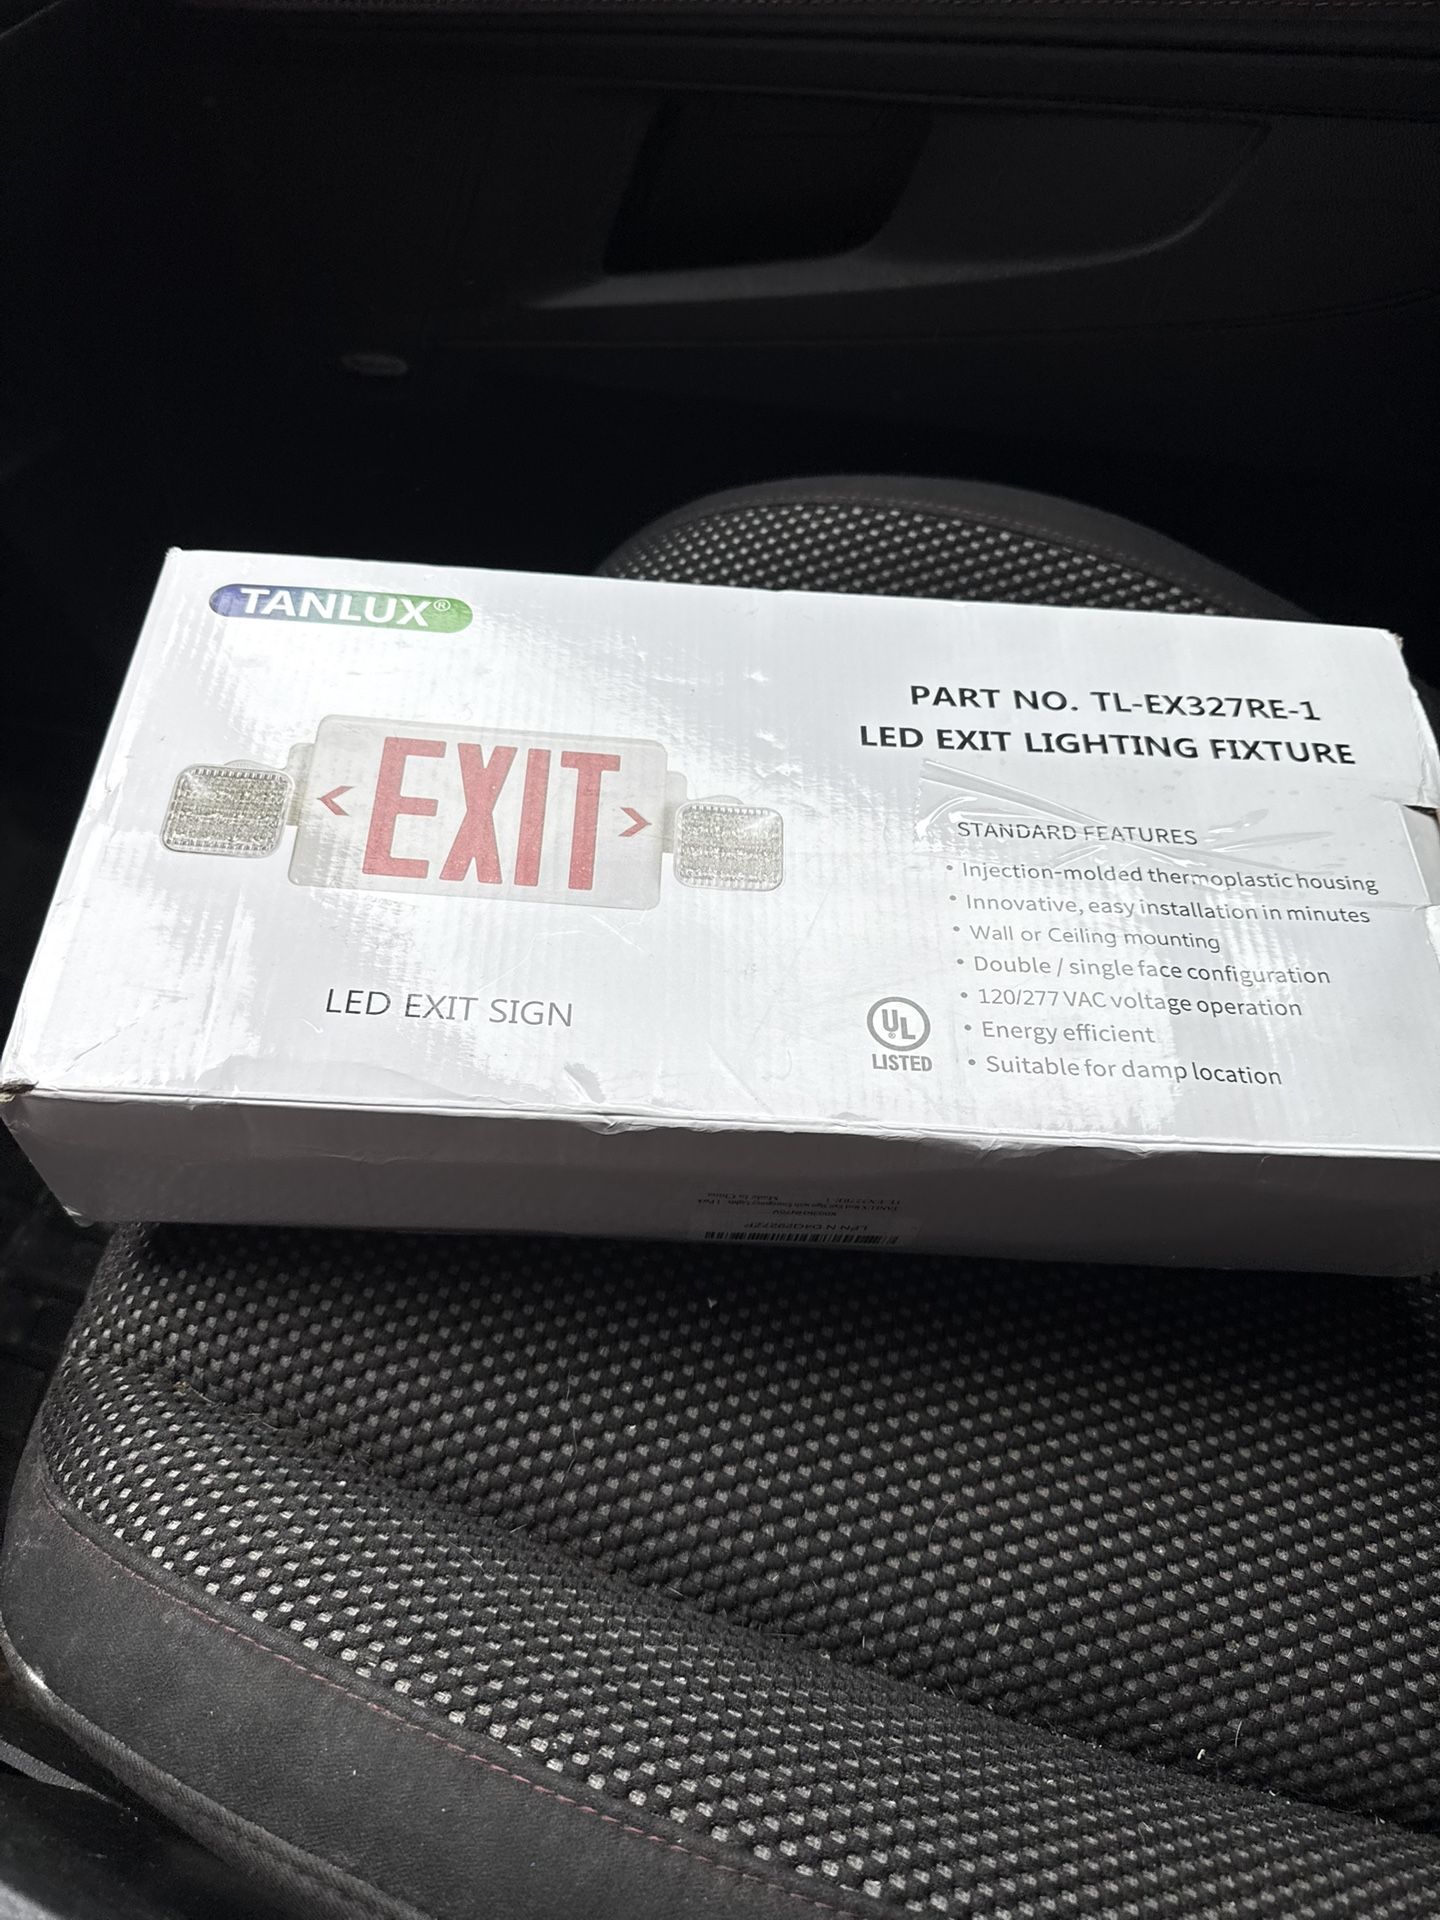 TANLUX®
PART NO. TL-EX327RE-1
LED EXIT LIGHTING FIXTURE
EXIT
LED EXIT SIGN
STANDARD FEATURES
• Injection-molded thermoplastic housing
• Innovative, easy installation in minutes
• Wall or Ceiling mounting
• Double / single face configuration
• 120/277 VAC voltage operation
• Energy efficient
• Suitable for damp location
UL
LISTED